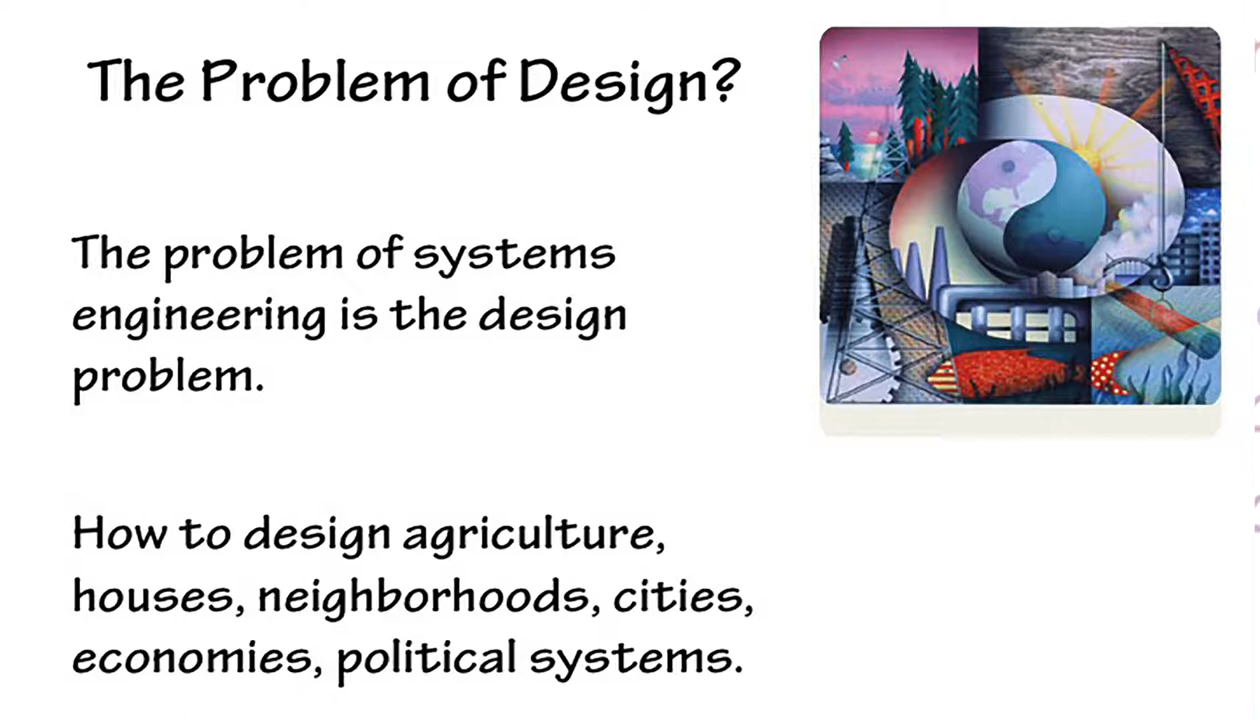 The Problem of Design?
The problem of systems
engineering is the design
problem.
How to design agriculture,
houses, neighborhoods, cities,
economies, political systems.